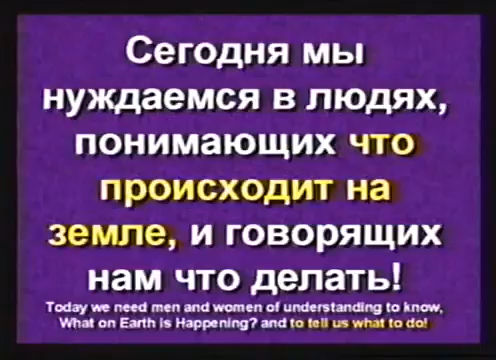 Сегодня мы
нуждаемся в людях,
понимающих что
происходит на
земле, и говорящих
нам что делать!
Today we need men and women of understanding to know,
What on Earth is Happening? and to tell us what to do!